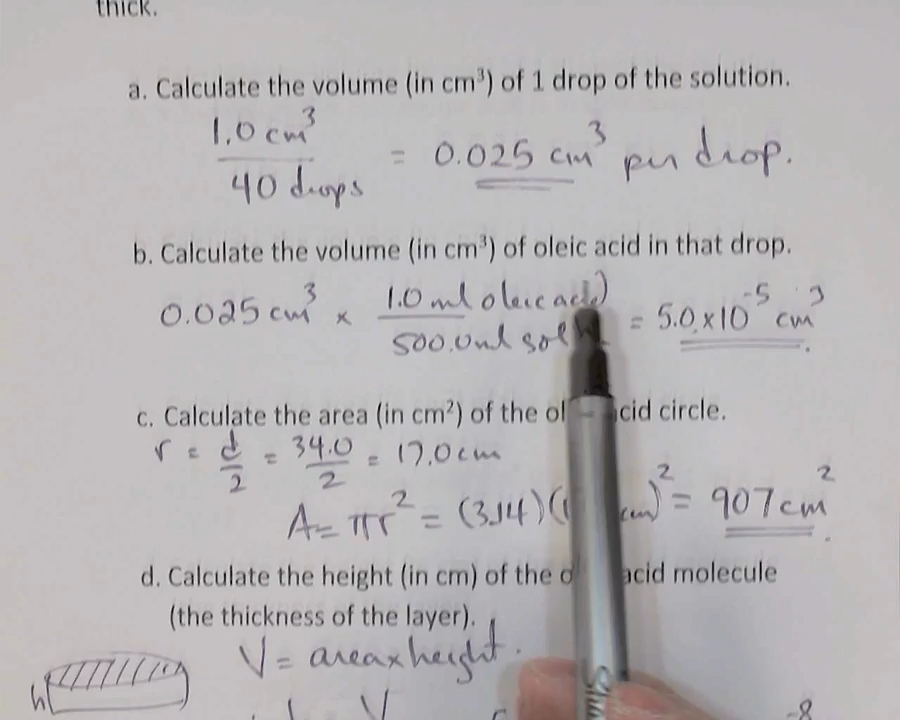 thick.
a. Calculate the volume (in cm³) of 1 drop of the solution.
1.0 cm³ / 40 drops = 0.025 cm³ per drop.
b. Calculate the volume (in cm³) of oleic acid in that drop.
0.025 cm³ × 1.0 ml oleic acid / 500.0 ml sol = 5.0 × 10⁻⁵ cm³.
c. Calculate the area (in cm²) of the acid circle.
r = d/2 = 34.0/2 = 17.0 cm
A = πr² = (3.14)( cm)² = 907 cm².
d. Calculate the height (in cm) of the acid molecule
(the thickness of the layer).
V = area x height.
h V -8